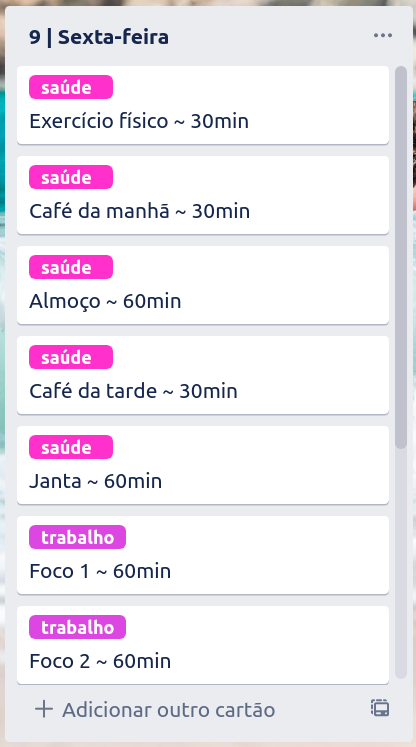 9 | Sexta-feira
saúde
Exercício físico ~ 30min
saúde
Café da manhã ~ 30min
saúde
Almoço ~ 60min
saúde
Café da tarde ~ 30min
saúde
Janta ~ 60min
trabalho
Foco 1 ~ 60min
trabalho
Foco 2 ~ 60min
Adicionar outro cartão